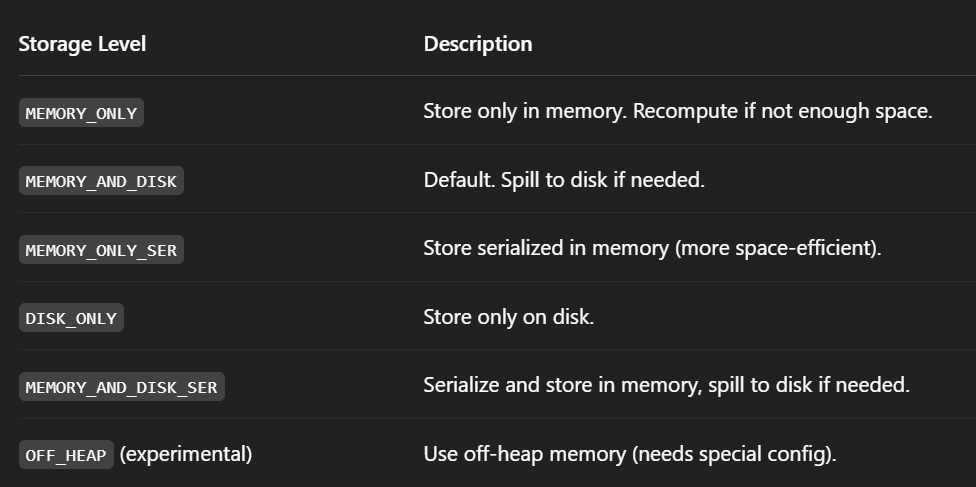 Storage Level Description
MEMORY_ONLY Store only in memory. Recompute if not enough space.
MEMORY_AND_DISK Default. Spill to disk if needed.
MEMORY_ONLY_SER Store serialized in memory (more space-efficient).
DISK_ONLY Store only on disk.
MEMORY_AND_DISK_SER Serialize and store in memory, spill to disk if needed.
OFF_HEAP (experimental) Use off-heap memory (needs special config).